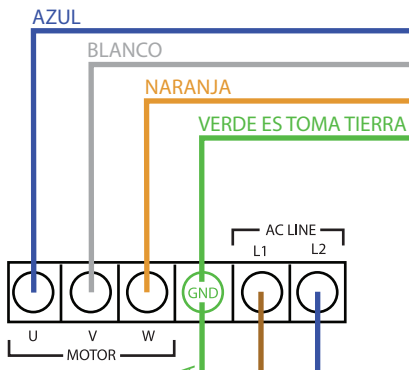 AZUL
BLANCO
NARANJA
VERDE ES TOMA TIERRA
AC LINE
L1 L2
GND
U V W
MOTOR